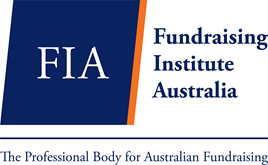 FIA
Fundraising
Institute
Australia
The Professional Body for Australian Fundraising